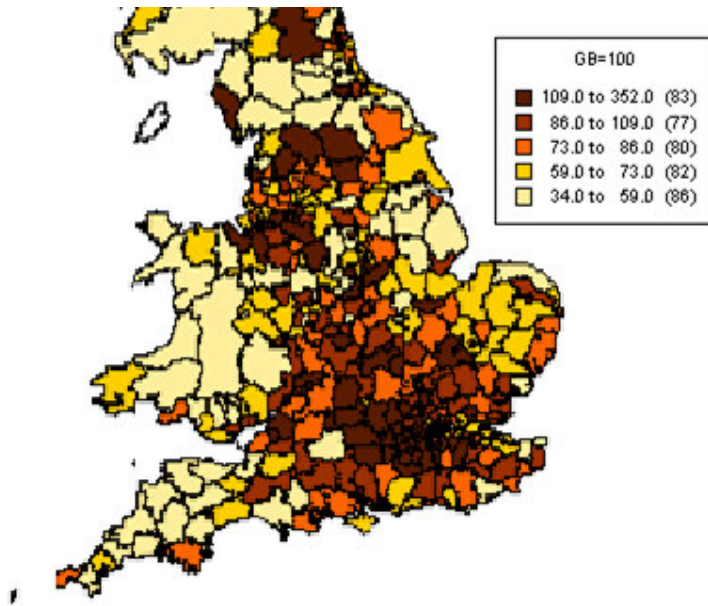 GB=100
109.0 to 352.0 (83)
86.0 to 109.0 (77)
73.0 to 86.0 (80)
59.0 to 73.0 (82)
34.0 to 59.0 (86)